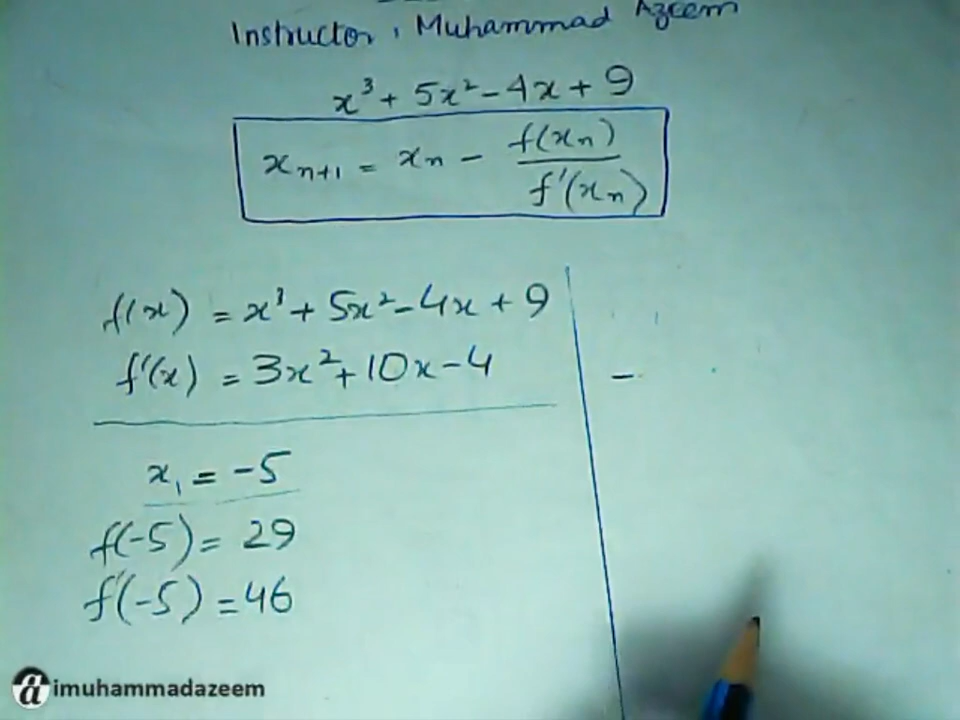 Instructor, Muhammad Azeem
x³ + 5x² - 4x + 9
xₙ₊₁ = xₙ - f(xₙ) / f'(xₙ)
f(x) = x³ + 5x² - 4x + 9
f'(x) = 3x² + 10x - 4
x₁ = -5
f(-5) = 29
f'(-5) = 46
a imuhammadazeem